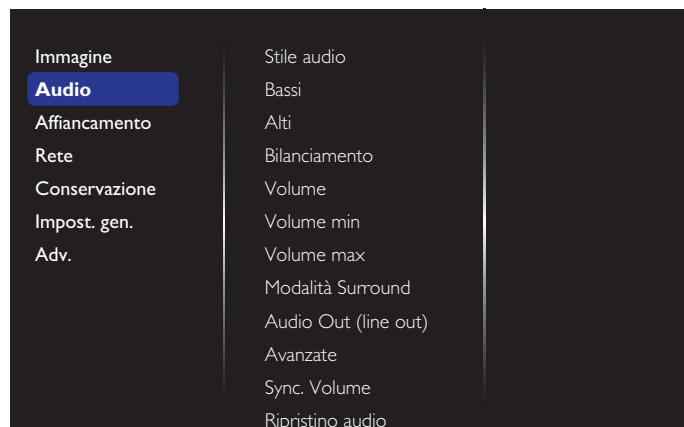 Immagine
Audio
Affiancamento
Rete
Conservazione
Impost. gen.
Adv.
Stile audio
Bassi
Alti
Bilanciamento
Volume
Volume min
Volume max
Modalità Surround
Audio Out (line out)
Avanzate
Sync. Volume
Ripristino audio